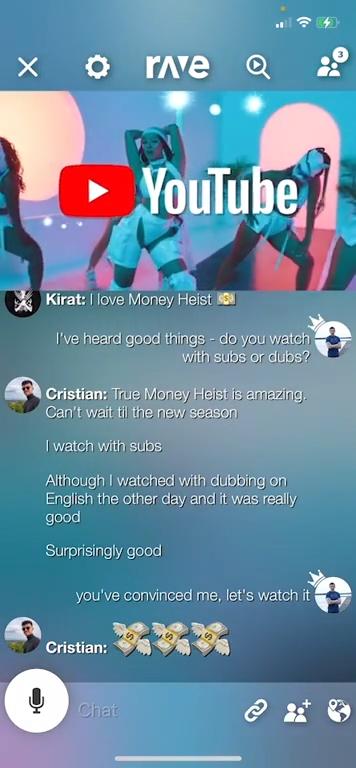 rave
3
YouTube
Kirat: I love Money Heist 💸
I've heard good things - do you watch
with subs or dubs?
Cristian: True Money Heist is amazing.
Can't wait til the new season
I watch with subs
Although I watched with dubbing on
English the other day and it was really
good
Surprisingly good
you've convinced me, let's watch it
Cristian: 💸💸💸
Chat